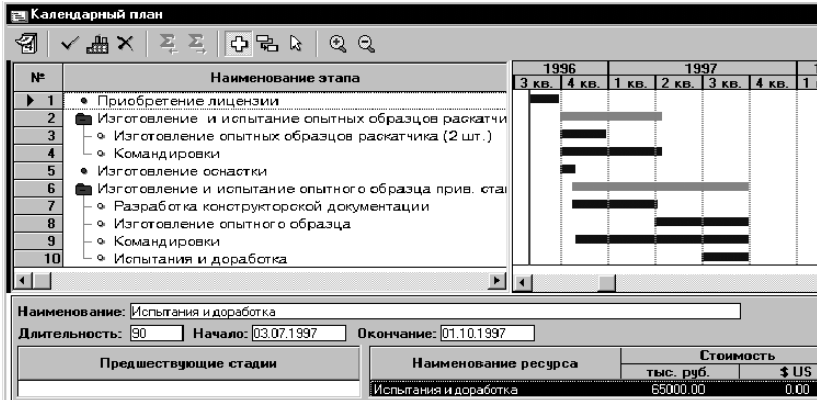 Календарный план
1996 1997 1
№ Наименование этапа 3 кв. 4 кв. 1 кв. 2 кв. 3 кв. 4 кв. 1
1 Приобретение лицензии
2 Изготовление и испытание опытных образцов раскатчи
3 Изготовление опытных образцов раскатчика (2 шт.)
4 Командировки
5 Изготовление оснастки
6 Изготовление и испытание опытного образца прив. ста
7 Разработка конструкторской документации
8 Изготовление опытного образца
9 Командировки
10 Испытания и доработка
Наименование: Испытания и доработка
Длительность: 90 Начало: 03.07.1997 Окончание: 01.10.1997
Предшествующие стадии Наименование ресурса Стоимость
тыс. руб. $ US
Испытания и доработка 65000.00 0.00